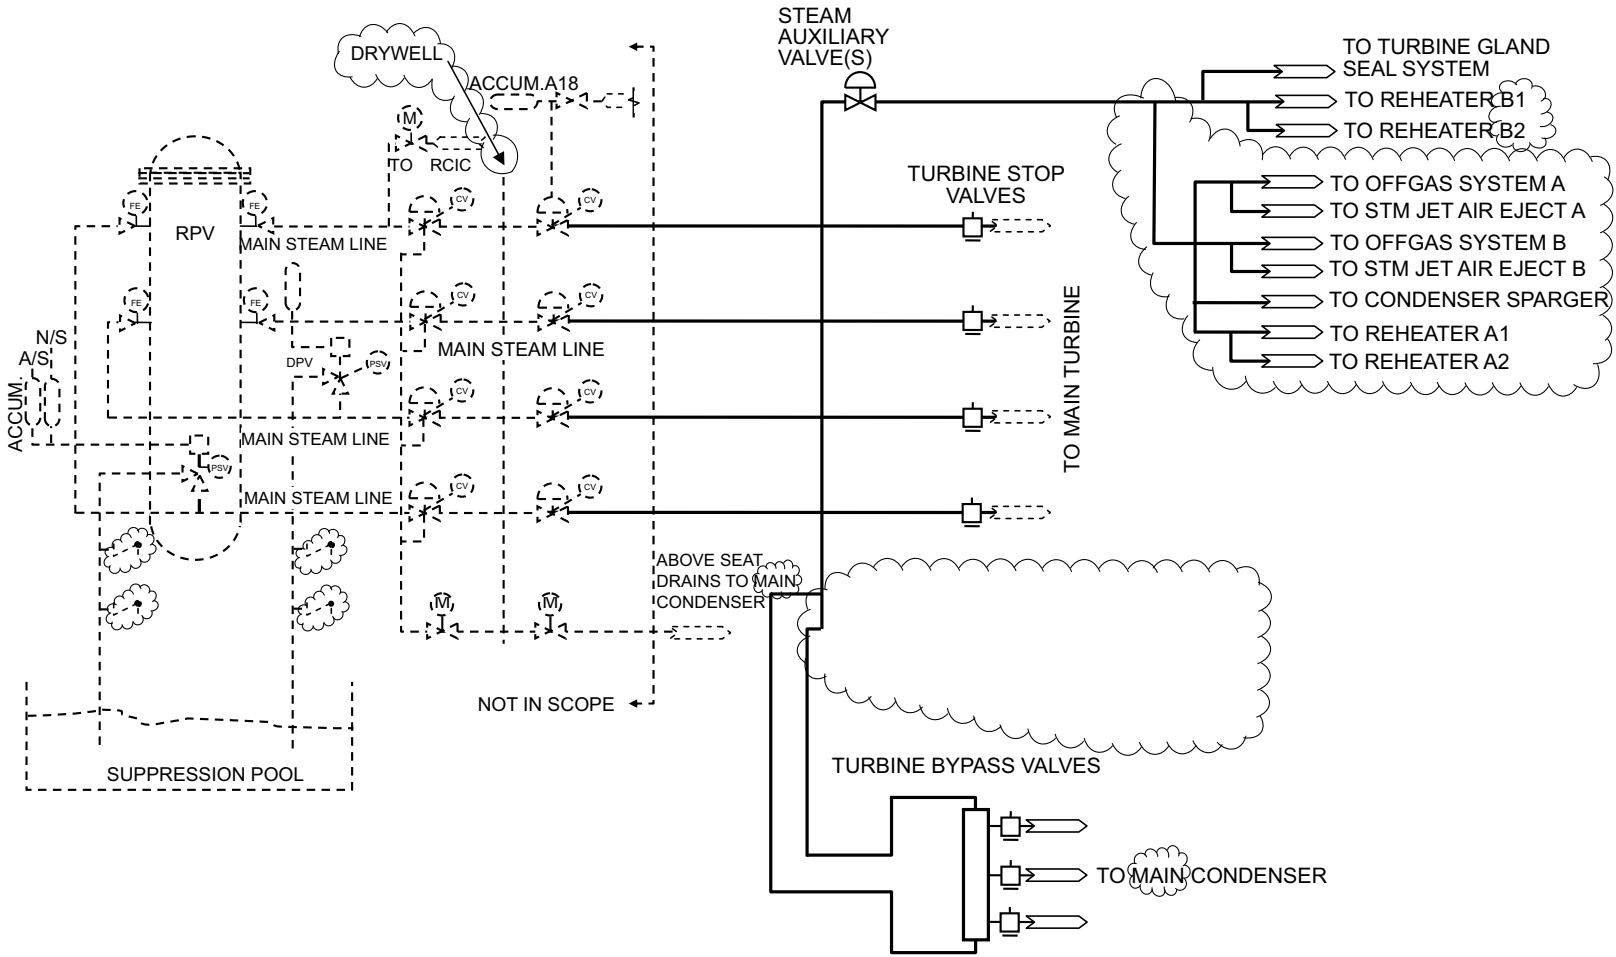 STEAM
AUXILIARY
VALVE(S)
TO TURBINE GLAND
SEAL SYSTEM
TO REHEATER B1
TO REHEATER B2
DRYWELL
ACCUM.A18
M
TO RCIC
TURBINE STOP
VALVES
TO OFFGAS SYSTEM A
TO STM JET AIR EJECT A
TO OFFGAS SYSTEM B
TO STM JET AIR EJECT B
TO CONDENSER SPARGER
TO REHEATER A1
TO REHEATER A2
FE
FE
CV
CV
RPV
MAIN STEAM LINE
FE
FE
CV
CV
N/S
A/S
ACCUM.
MAIN STEAM LINE
DPV
PSV
CV
CV
TO MAIN TURBINE
MAIN STEAM LINE
PSV
MAIN STEAM LINE
CV
CV
ABOVE SEAT
DRAINS TO MAIN
CONDENSER
M
M
NOT IN SCOPE
SUPPRESSION POOL
TURBINE BYPASS VALVES
TO MAIN CONDENSER